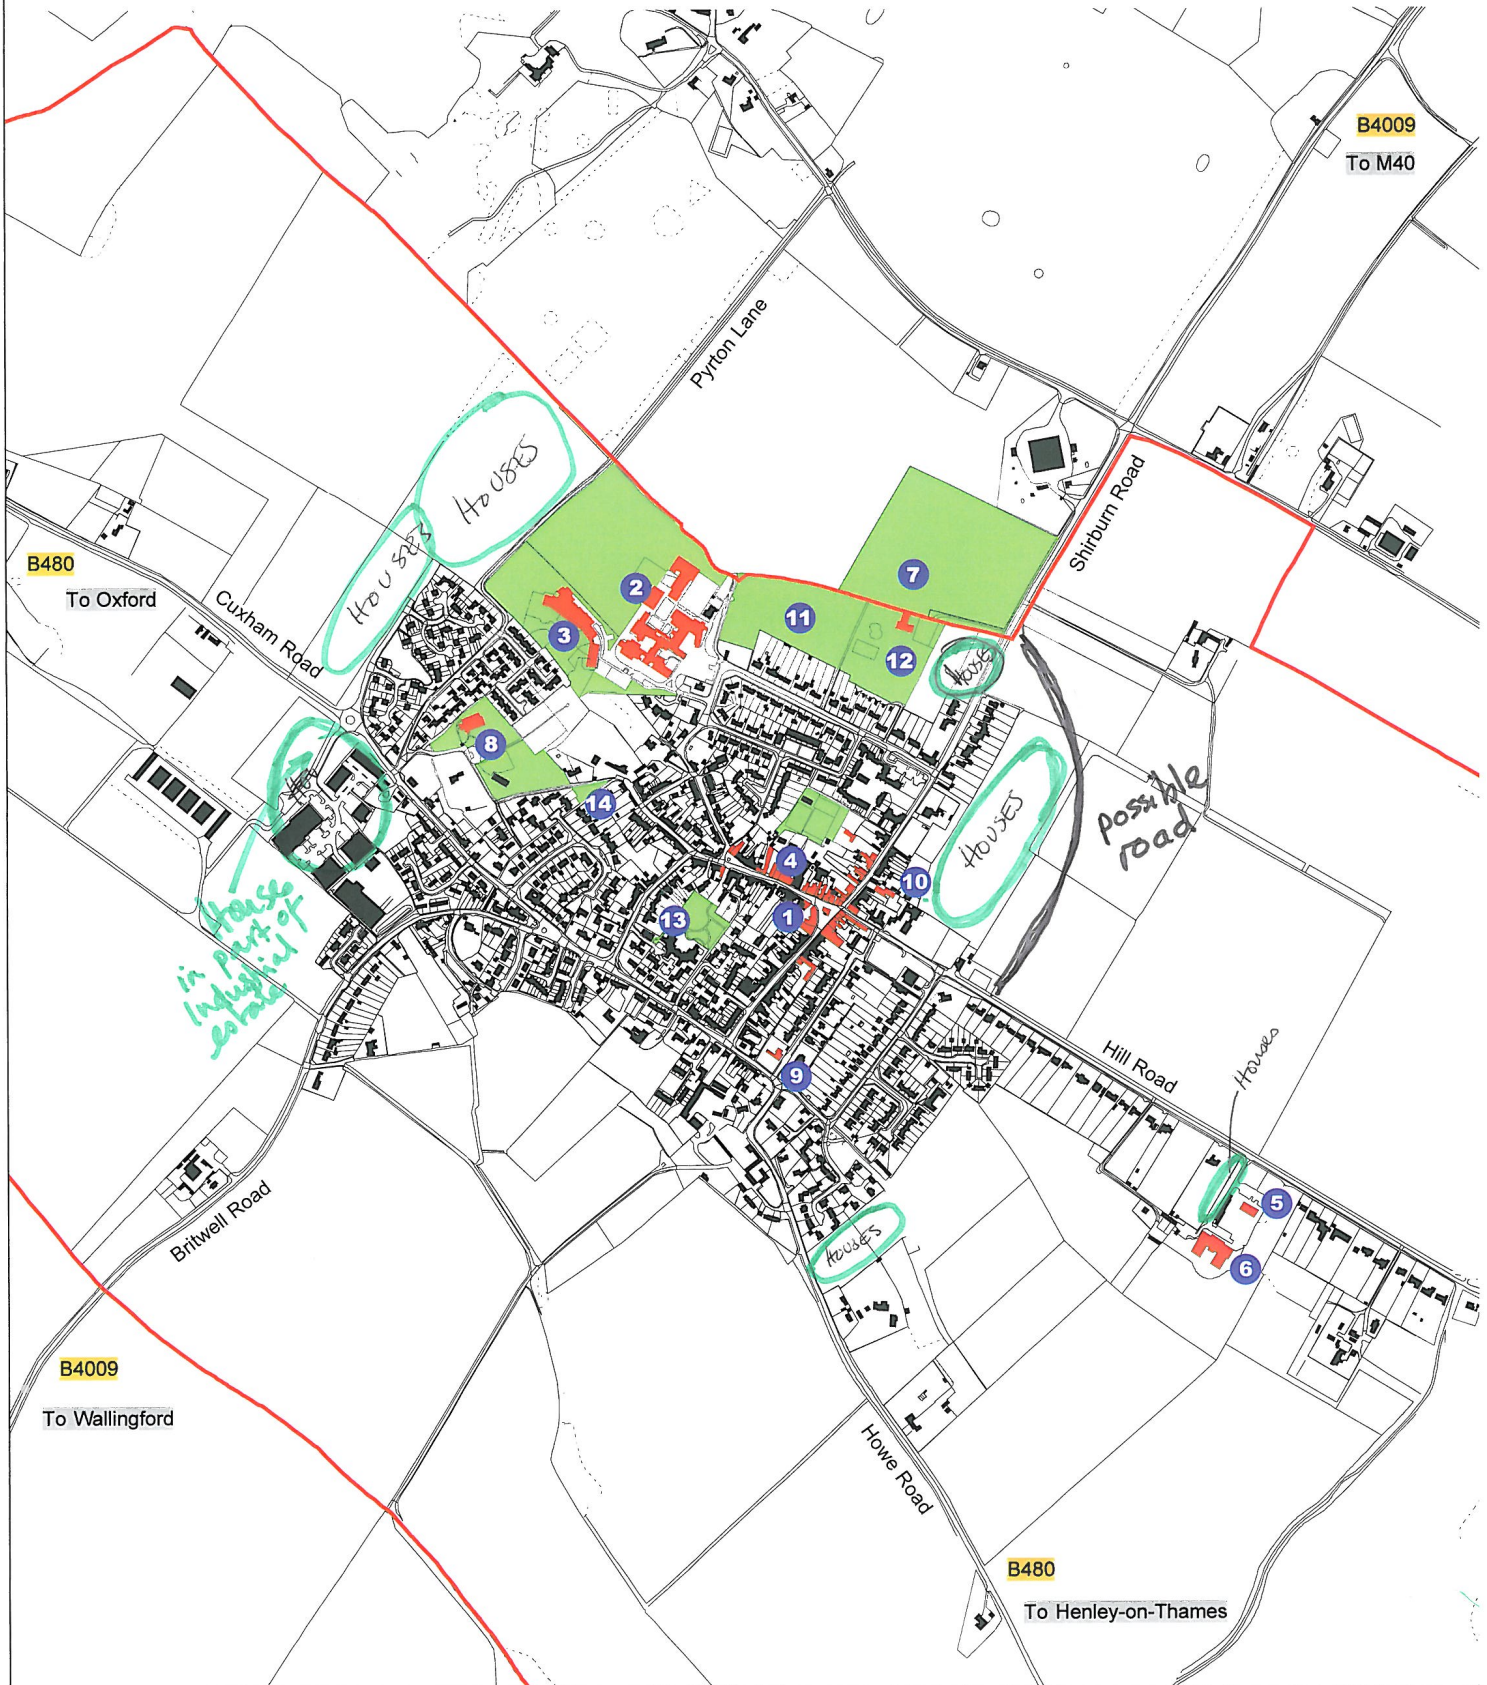 B4009
To M40
Pyrton Lane
HOUSES
HOUSES
Shirburn Road
B480
To Oxford
Cuxham Road
2
3
7
11
12
HOUSES
8
14
HOUSES
possible
road
4
10
1
13
House
in part of
Industrial
estate
9
Hill Road
Houses
5
6
Britwell Road
HOUSES
B4009
To Wallingford
Howe Road
B480
To Henley-on-Thames